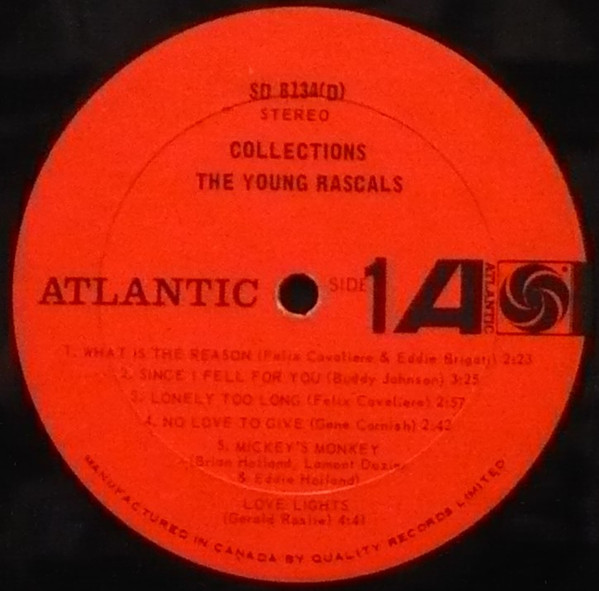 SD 8134(D)
STEREO
COLLECTIONS
THE YOUNG RASCALS
ATLANTIC
SIDE 1
A ATLANTIC
1. WHAT IS THE REASON (Felix Cavaliere & Eddie Brigati) 2:23
2. SINCE I FELL FOR YOU (Buddy Johnson) 3:25
3. LONELY TOO LONG (Felix Cavaliere) 2:57
4. NO LOVE TO GIVE (Gene Cornish) 2:42
5. MICKEY'S MONKEY
(Brian Holland, Lamont Dozier
& Eddie Holland)
LOVE LIGHTS
(Gerald Raslie) 4:41
MANUFACTURED IN CANADA BY QUALITY RECORDS LIMITED